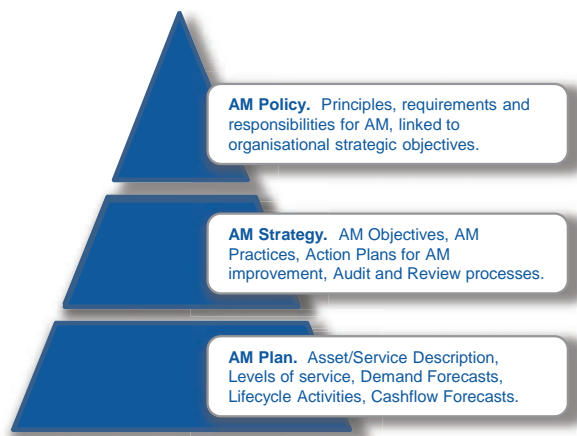 AM Policy. Principles, requirements and
responsibilities for AM, linked to
organisational strategic objectives.
AM Strategy. AM Objectives, AM
Practices, Action Plans for AM
improvement, Audit and Review processes.
AM Plan. Asset/Service Description,
Levels of service, Demand Forecasts,
Lifecycle Activities, Cashflow Forecasts.